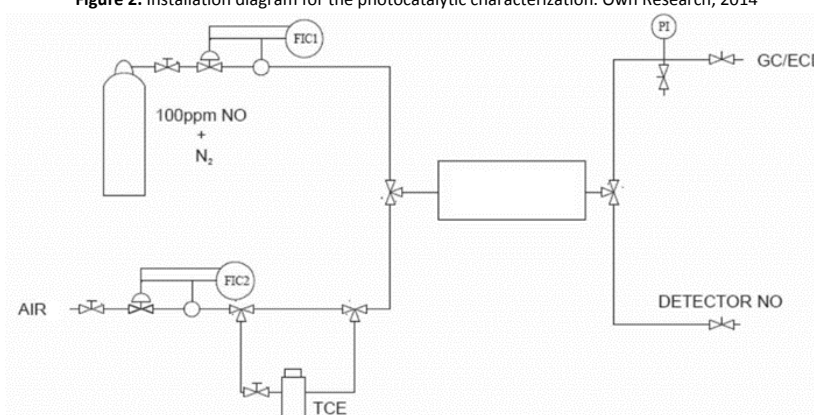 Figure 2. Installation diagram for the photocatalytic characterization. Own Research, 2014
FIC1
PI
GC/ECD
100ppm NO
+
N₂
FIC2
AIR
DETECTOR NO
TCE